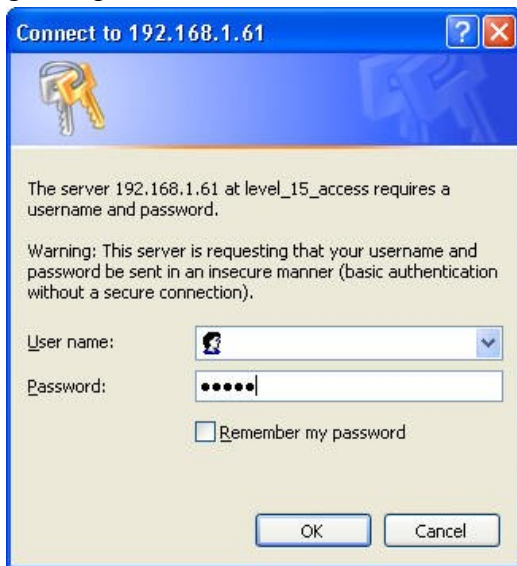 Connect to 192.168.1.61
The server 192.168.1.61 at level_15_access requires a
username and password.
Warning: This server is requesting that your username and
password be sent in an insecure manner (basic authentication
without a secure connection).
User name:
Password:
•••••
Remember my password
OK Cancel